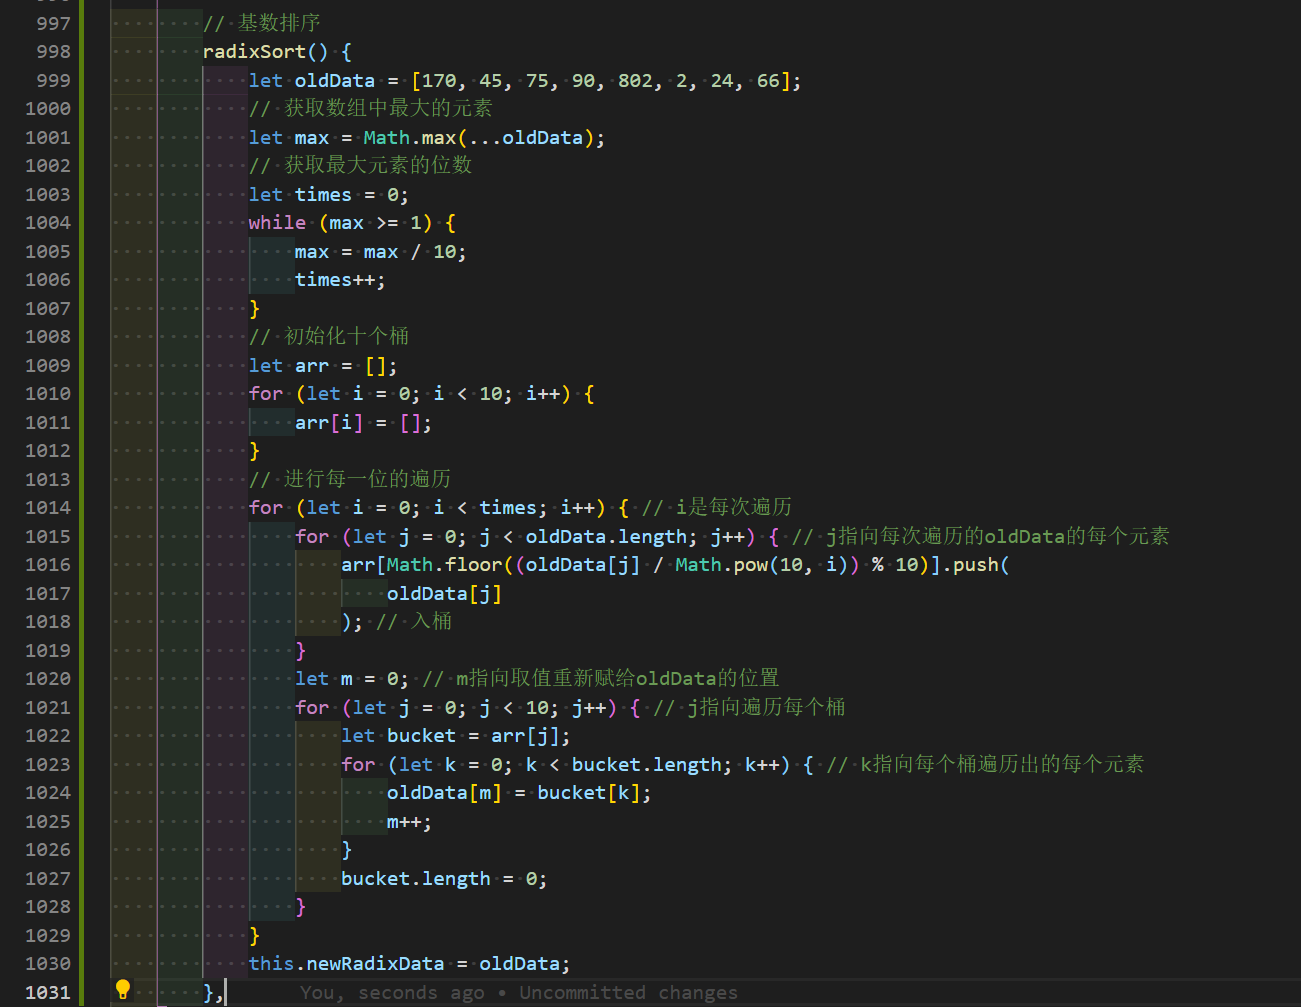 997 // 基数排序
998 radixSort() {
999 let oldData = [170, 45, 75, 90, 802, 2, 24, 66];
1000 // 获取数组中最大的元素
1001 let max = Math.max(...oldData);
1002 // 获取最大元素的位数
1003 let times = 0;
1004 while (max >= 1) {
1005 max = max / 10;
1006 times++;
1007 }
1008 // 初始化十个桶
1009 let arr = [];
1010 for (let i = 0; i < 10; i++) {
1011 arr[i] = [];
1012 }
1013 // 进行每一位的遍历
1014 for (let i = 0; i < times; i++) { // i是每次遍历
1015 for (let j = 0; j < oldData.length; j++) { // j指向每次遍历的oldData的每个元素
1016 arr[Math.floor((oldData[j] / Math.pow(10, i)) % 10)].push(
1017 oldData[j]
1018 ); // 入桶
1019 }
1020 let m = 0; // m指向取值重新赋给oldData的位置
1021 for (let j = 0; j < 10; j++) { // j指向遍历每个桶
1022 let bucket = arr[j];
1023 for (let k = 0; k < bucket.length; k++) { // k指向每个桶遍历出的每个元素
1024 oldData[m] = bucket[k];
1025 m++;
1026 }
1027 bucket.length = 0;
1028 }
1029 }
1030 this.newRadixData = oldData;
1031 }, You, seconds ago • Uncommitted changes